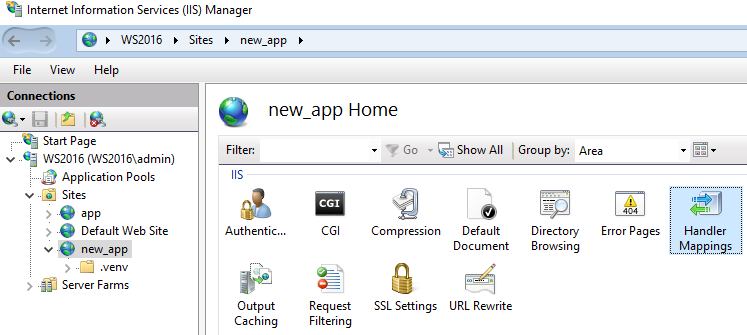 Internet Information Services (IIS) Manager
WS2016 Sites new_app
File View Help
Connections
Start Page
WS2016 (WS2016\admin)
Application Pools
Sites
app
Default Web Site
new_app
.venv
Server Farms
new_app Home
Filter: Go Show All Group by: Area
IIS
Authentic... CGI Compression Default Document Directory Browsing Error Pages Handler Mappings
CGI
404
Output Caching Request Filtering SSL Settings URL Rewrite